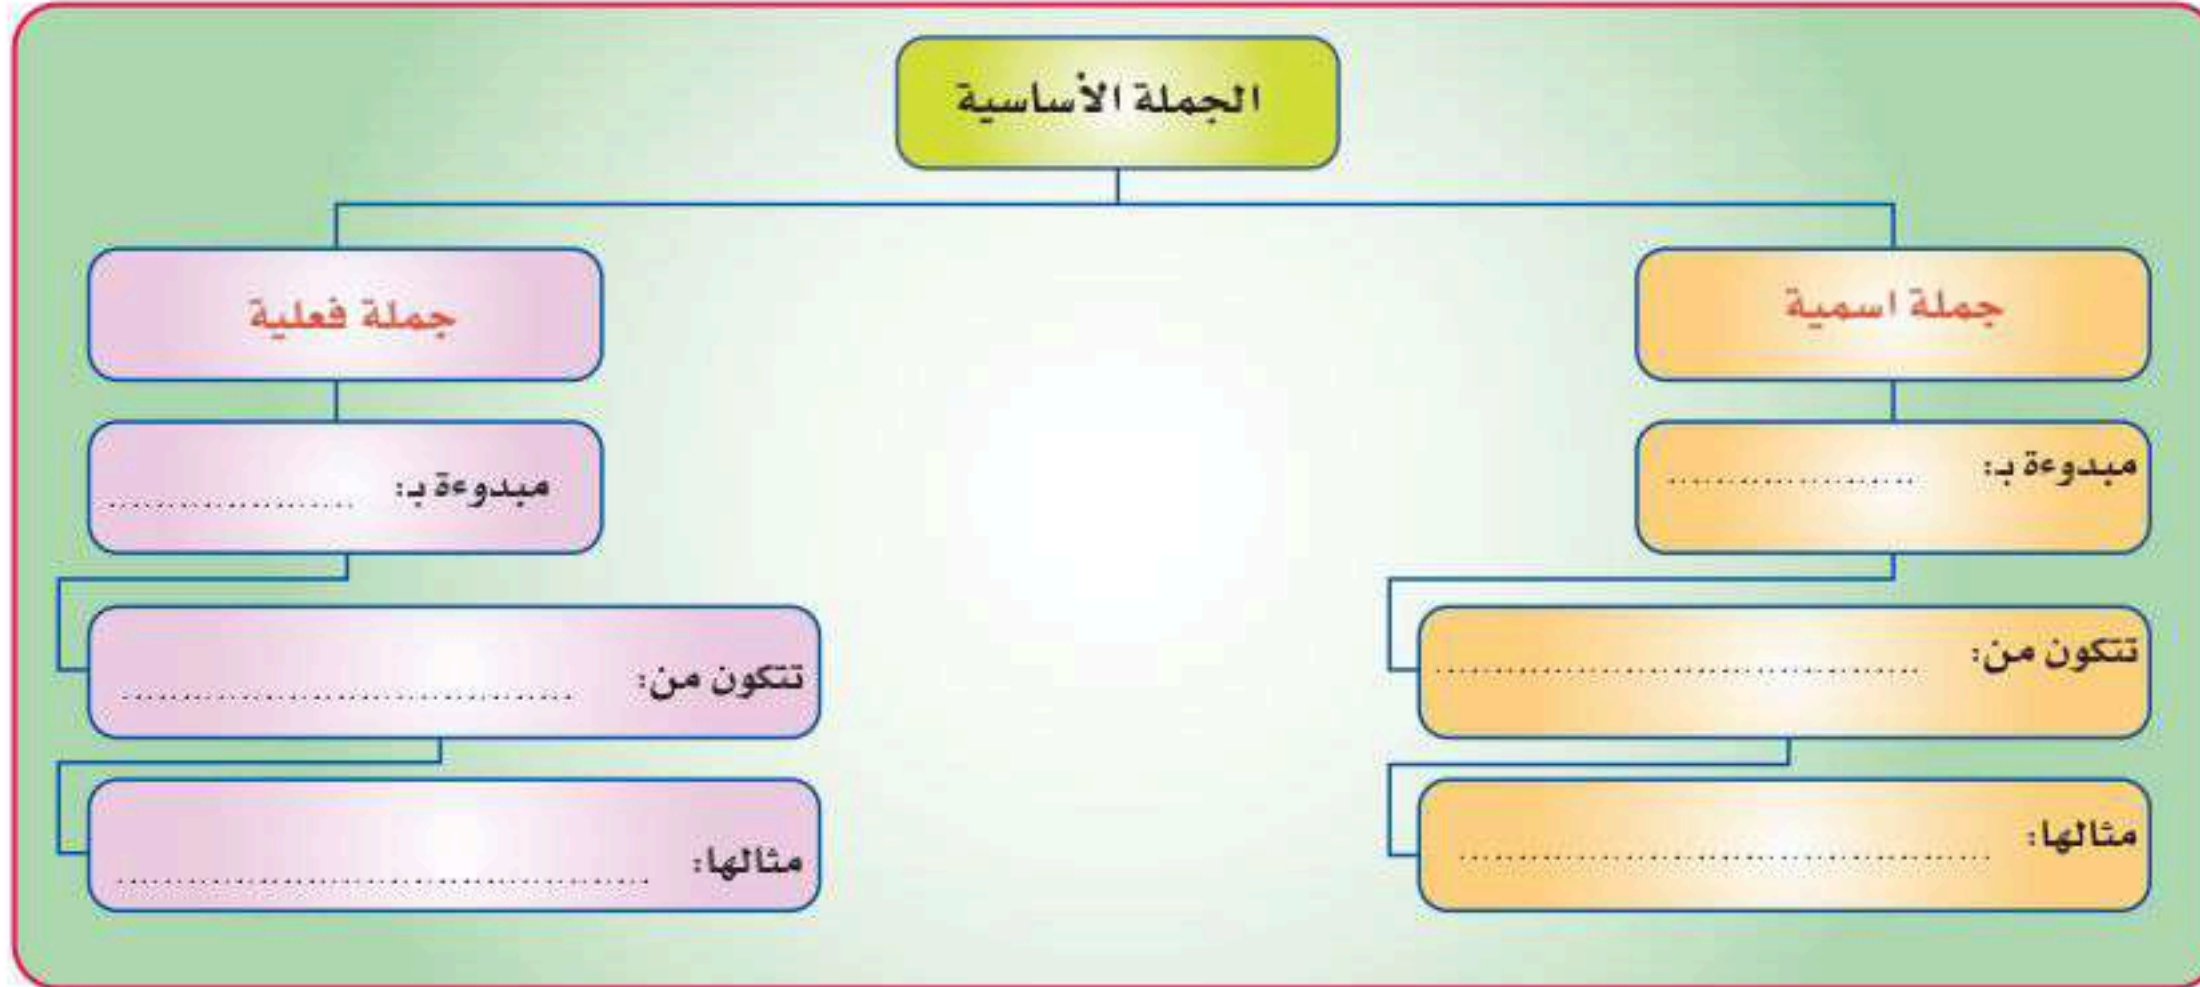 الجملة الأساسية
جملة اسمية
مبدوءة بـ: .....................
تتكون من: .........................................
مثالها: .............................................
جملة فعلية
مبدوءة بـ: .....................
تتكون من: ......................................
مثالها: .............................................